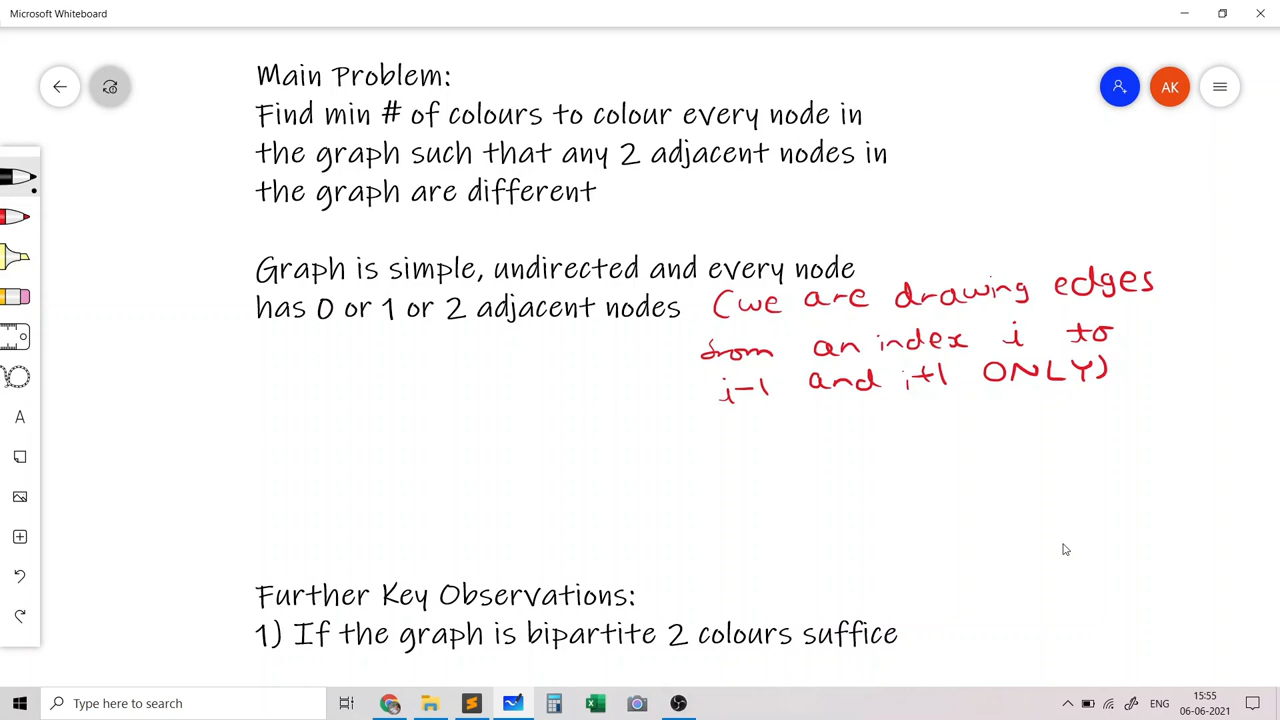 Microsoft Whiteboard
AK
Main Problem:
Find min # of colours to colour every node in
the graph such that any 2 adjacent nodes in
the graph are different
Graph is simple, undirected and every node
has 0 or 1 or 2 adjacent nodes
(we are drawing edges
from an index i to
i-1 and i+1 ONLY)
Further Key Observations:
1) If the graph is bipartite 2 colours suffice
A
Type here to search
ENG
15:55
06-06-2021